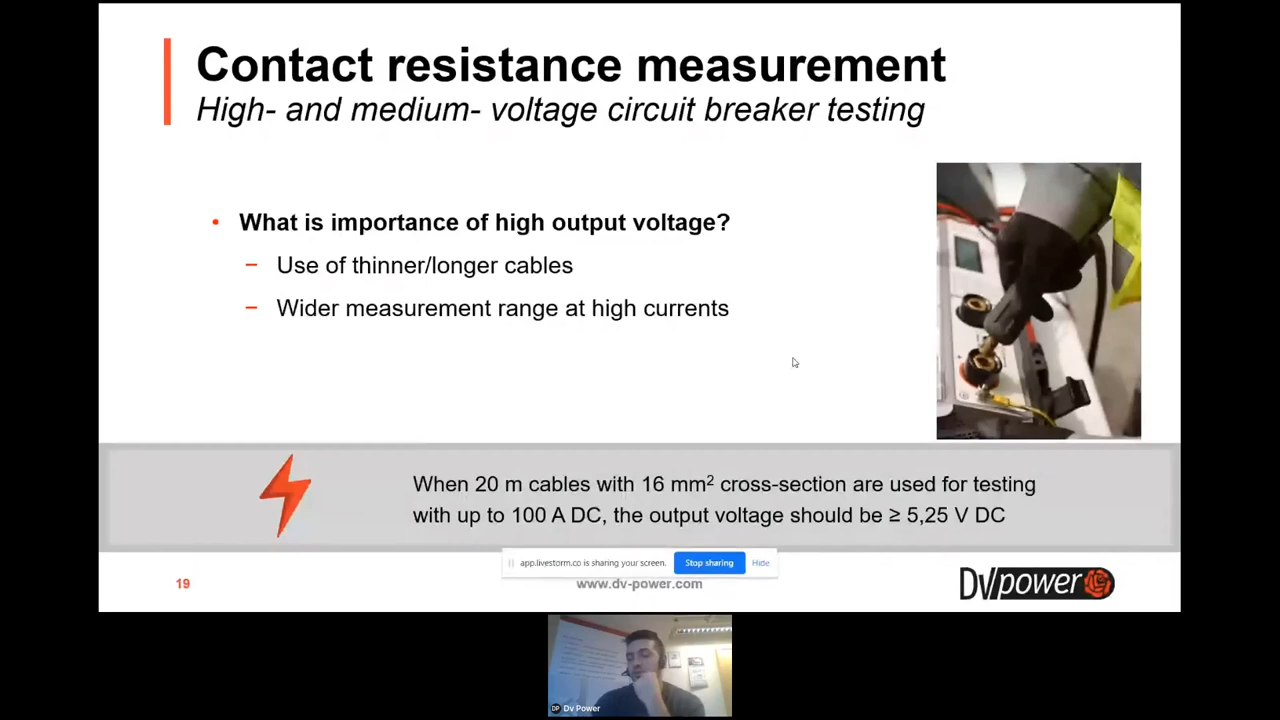 Contact resistance measurement
High- and medium- voltage circuit breaker testing
• What is importance of high output voltage?
– Use of thinner/longer cables
– Wider measurement range at high currents
When 20 m cables with 16 mm² cross-section are used for testing
with up to 100 A DC, the output voltage should be ≥ 5,25 V DC
app.livestorm.co is sharing your screen. Stop sharing Hide
19
www.dv-power.com
DV power
DP Dv Power